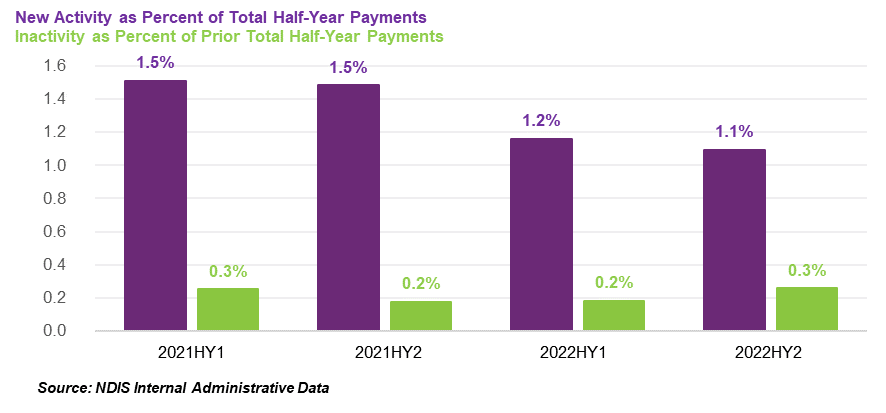 New Activity as Percent of Total Half-Year Payments
Inactivity as Percent of Prior Total Half-Year Payments
1.6
1.4
1.2
1.0
0.8
0.6
0.4
0.2
0.0
1.5%
0.3%
1.5%
0.2%
1.2%
0.2%
1.1%
0.3%
2021HY1
2021HY2
2022HY1
2022HY2
Source: NDIS Internal Administrative Data